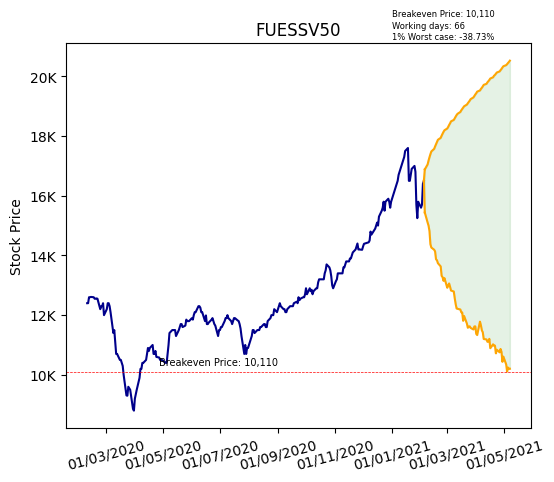 Breakeven Price: 10,110
Working days: 66
1% Worst case: -38.73%
FUESSV50
Stock Price
20K
18K
16K
14K
12K
10K
Breakeven Price: 10,110
01/03/2020
01/05/2020
01/07/2020
01/09/2020
01/11/2020
01/01/2021
01/03/2021
01/05/2021